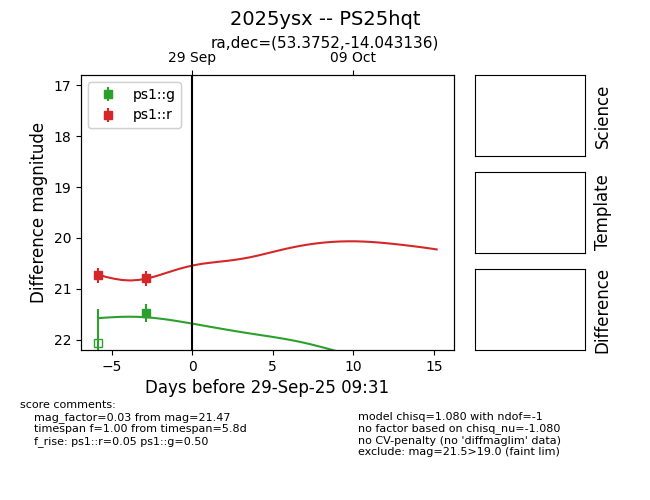 2025ysx -- PS25hqt
ra,dec=(53.3752,-14.043136)
29 Sep
09 Oct
ps1::g
ps1::r
17
18
19
20
21
22
Difference magnitude
−5
0
5
10
15
Days before 29-Sep-25 09:31
Science
Template
Difference
score comments:
mag_factor=0.03 from mag=21.47
timespan f=1.00 from timespan=5.8d
f_rise: ps1::r=0.05 ps1::g=0.50
model chisq=1.080 with ndof=-1
no factor based on chisq_nu=-1.080
no CV-penalty (no 'diffmaglim' data)
exclude: mag=21.5>19.0 (faint lim)